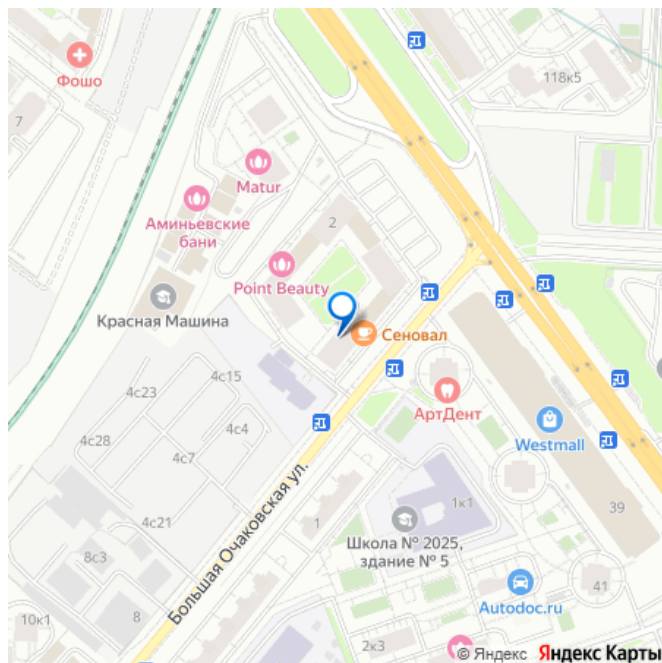 Фошо
118к5
7
Matur
Аминьевские
бани
2
Point Beauty
Красная Машина
Сеновал
4с15
4с23
4с4
АртДент
4с28
4с7
Westmall
Большая Очаковская ул.
1к1
39
4с21
1
Школа № 2025,
здание № 5
8с3
41
Autodoc.ru
10к1
8
2к3
© Яндекс Яндекс Карты